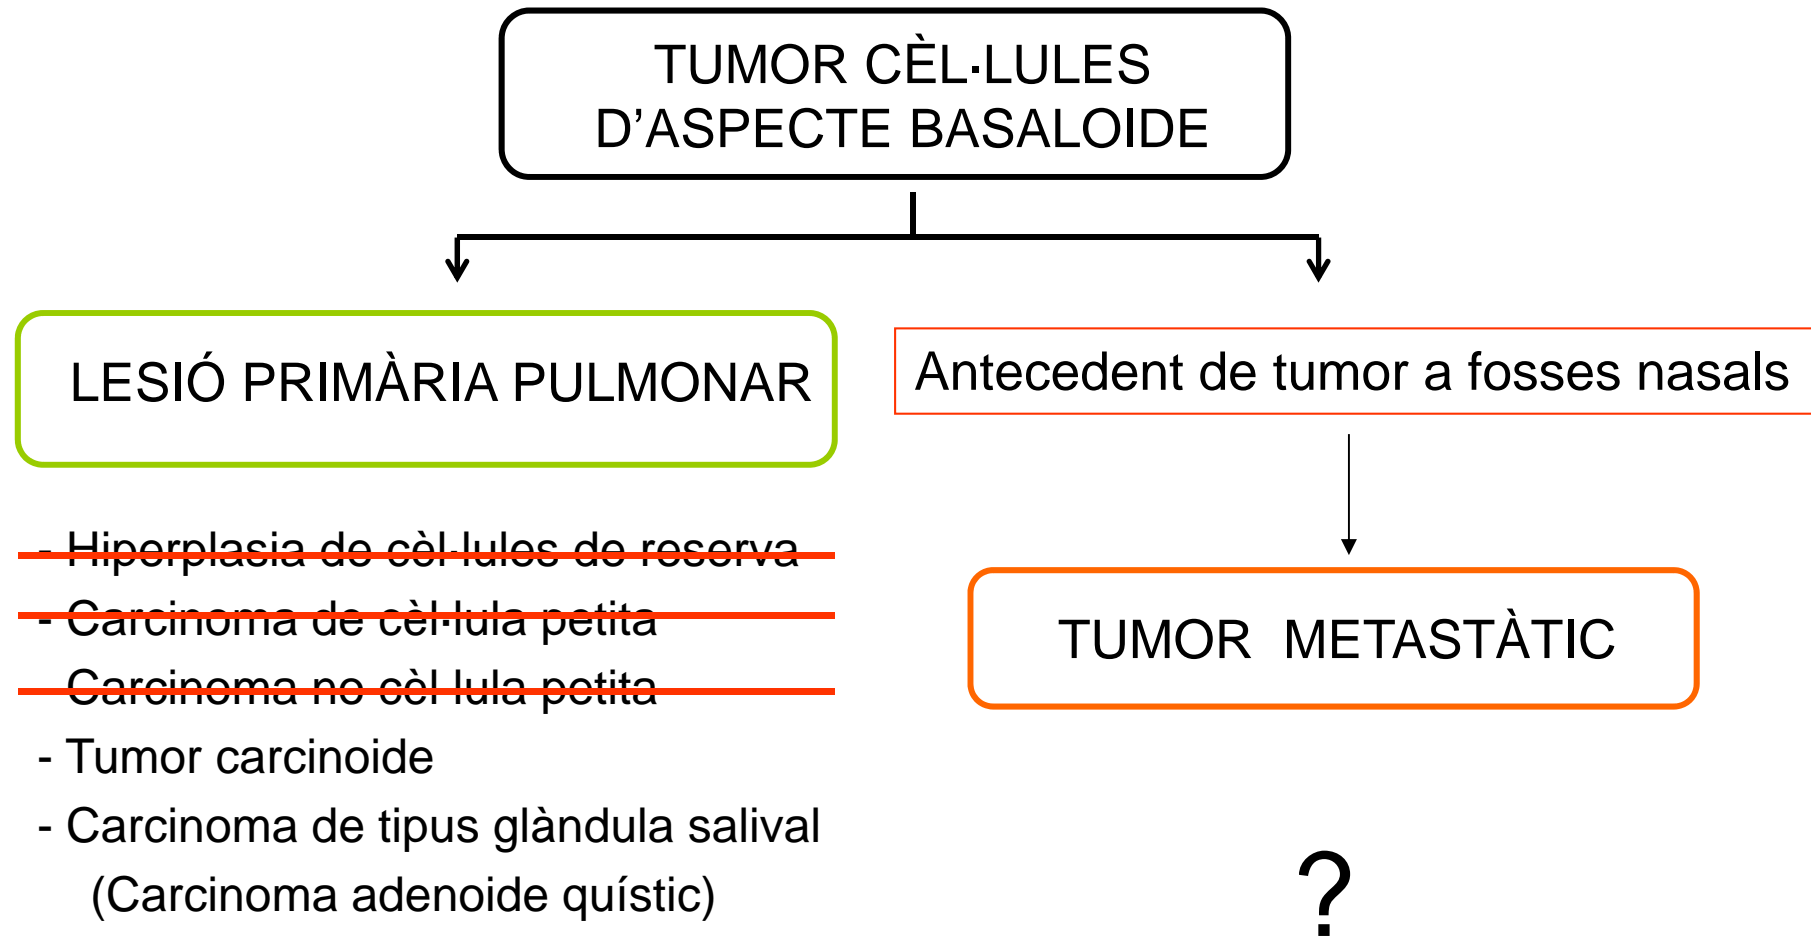 TUMOR CÈL·LULES
D’ASPECTE BASALOIDE
LESIÓ PRIMÀRIA PULMONAR
Antecedent de tumor a fosses nasals
- Hiperplasia de cèl·lules de reserva
- Carcinoma de cèl·lula petita
- Carcinoma no cèl·lula petita
- Tumor carcinoide
- Carcinoma de tipus glàndula salival
(Carcinoma adenoide quístic)
TUMOR METASTÀTIC
?